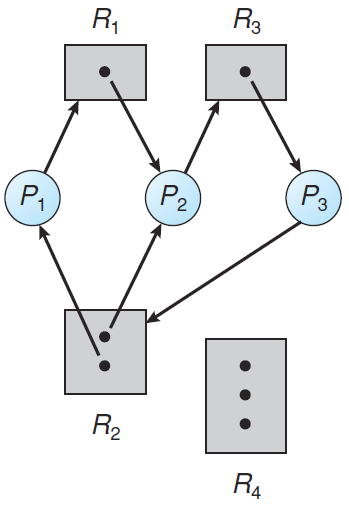 R₁ R₃
P₁ P₂ P₃
R₂
R₄